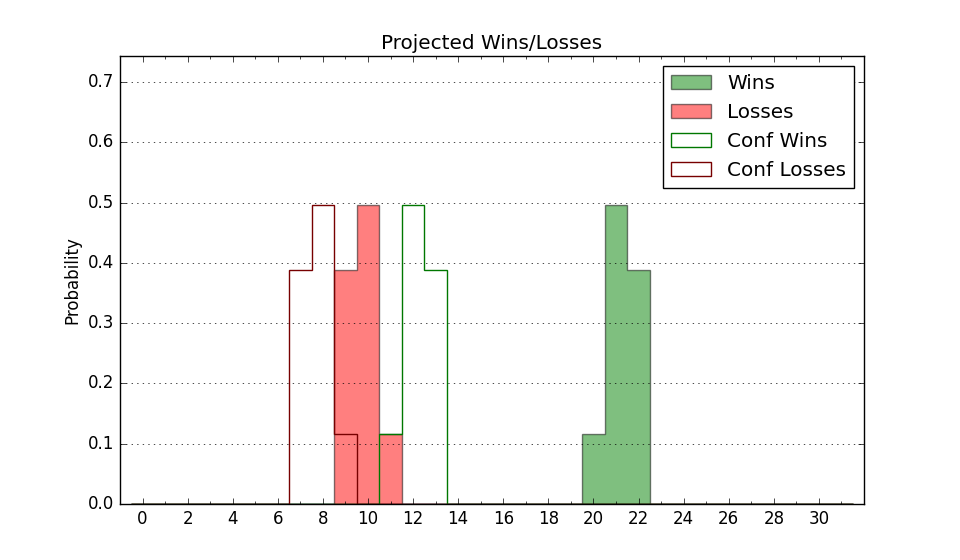 Projected Wins/Losses
Wins
Losses
Conf Wins
Conf Losses
Probability
0.7
0.6
0.5
0.4
0.3
0.2
0.1
0.0
0 2 4 6 8 10 12 14 16 18 20 22 24 26 28 30